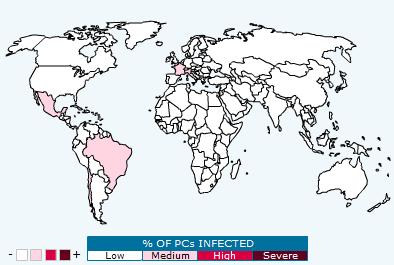 % OF PCs INFECTED
- + Low Medium High Severe